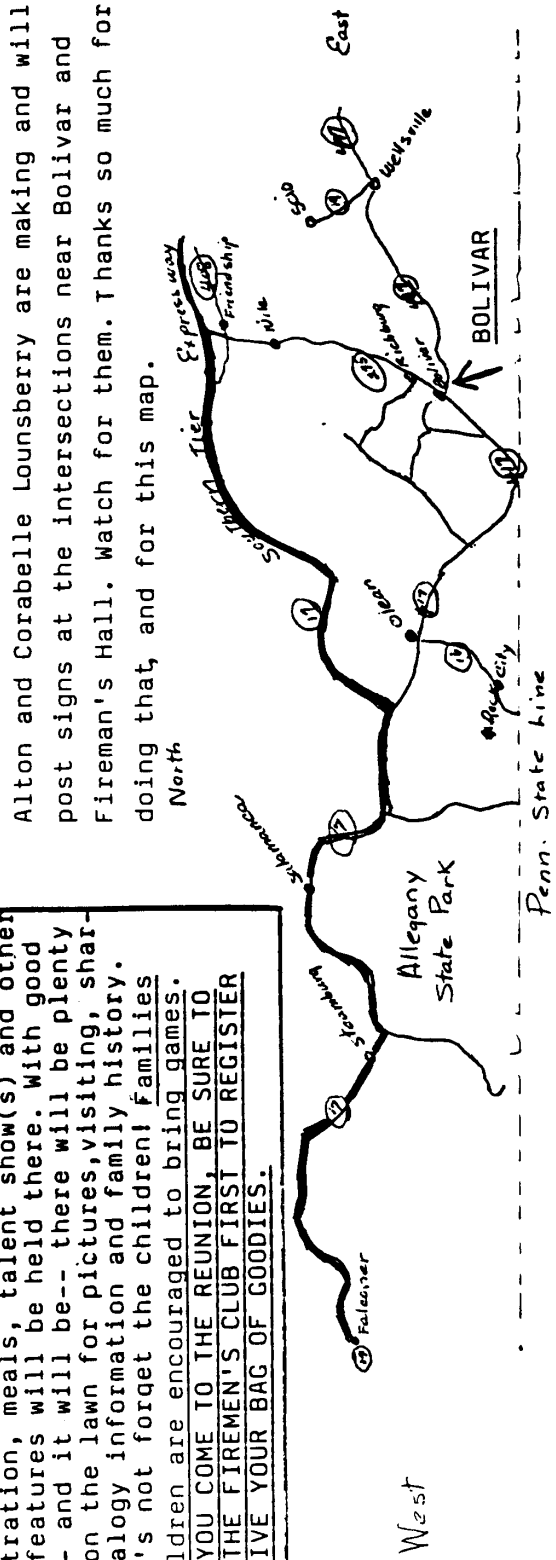 tration, meals, talent show(s) and other
features will be held there. With good
- and it will be-- there will be plenty
on the lawn for pictures,visiting, shar-
alogy information and family history.
's not forget the children! Families
ldren are encouraged to bring games.
YOU COME TO THE REUNION, BE SURE TO
THE FIREMEN'S CLUB FIRST TO REGISTER
IVE YOUR BAG OF GOODIES.
Alton and Corabelle Lounsberry are making and will
post signs at the intersections near Bolivar and
Fireman's Hall. Watch for them. Thanks so much for
doing that, and for this map.
North
West
East
Falconer
17
Steamburg
Salamanca
17
Allegany
State Park
17
Southern Tier Expressway
Olean
17
16
Rock City
Friendship
408
Nile
275
Richburg
Bolivar
417
417
BOLIVAR
Scio
19
Wellsville
417
Penn. State Line